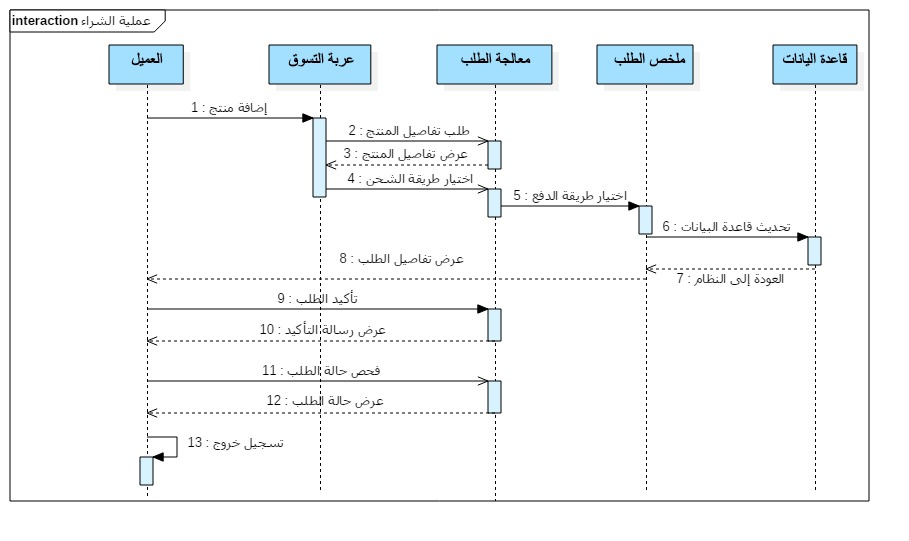 interaction عملية الشراء
العميل
عربة التسوق
معالجة الطلب
ملخص الطلب
قاعدة اليانات
1 : إضافة منتج
2 : طلب تفاصيل المنتج
3 : عرض تفاصيل المنتج
4 : اختيار طريقة الشحن
5 : اختيار طريقة الدفع
6 : تحديث قاعدة البيانات
8 : عرض تفاصيل الطلب
7 : العودة إلى النظام
9 : تأكيد الطلب
10 : عرض رسالة التأكيد
11 : فحص حالة الطلب
12 : عرض حالة الطلب
13 : تسجيل خروج